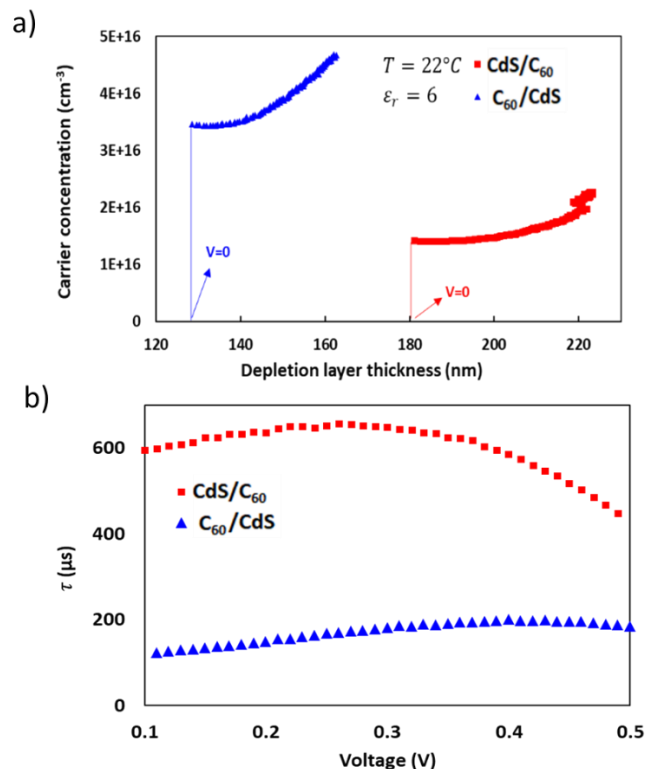 a)
5E+16
4E+16
3E+16
2E+16
1E+16
0
Carrier concentration (cm⁻³)
T = 22°C
εᵣ = 6
CdS/C₆₀
C₆₀/CdS
V=0
V=0
120 140 160 180 200 220
Depletion layer thickness (nm)
b)
600
400
200
0
τ (µs)
CdS/C₆₀
C₆₀/CdS
0.1 0.2 0.3 0.4 0.5
Voltage (V)